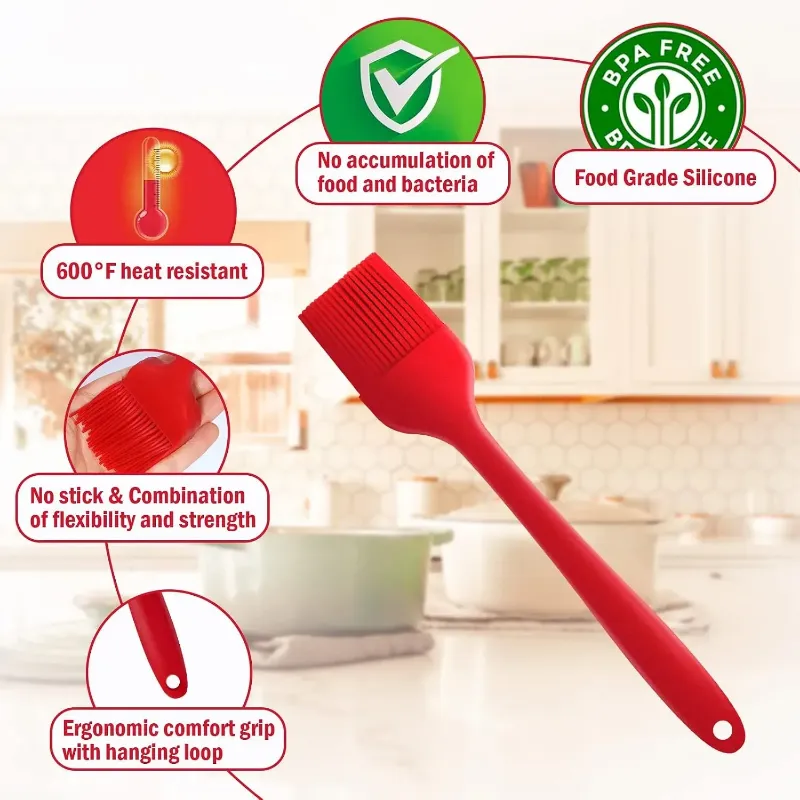 BPA FREE
No accumulation of
food and bacteria
Food Grade Silicone
600°F heat resistant
No stick & Combination
of flexibility and strength
Ergonomic comfort grip
with hanging loop